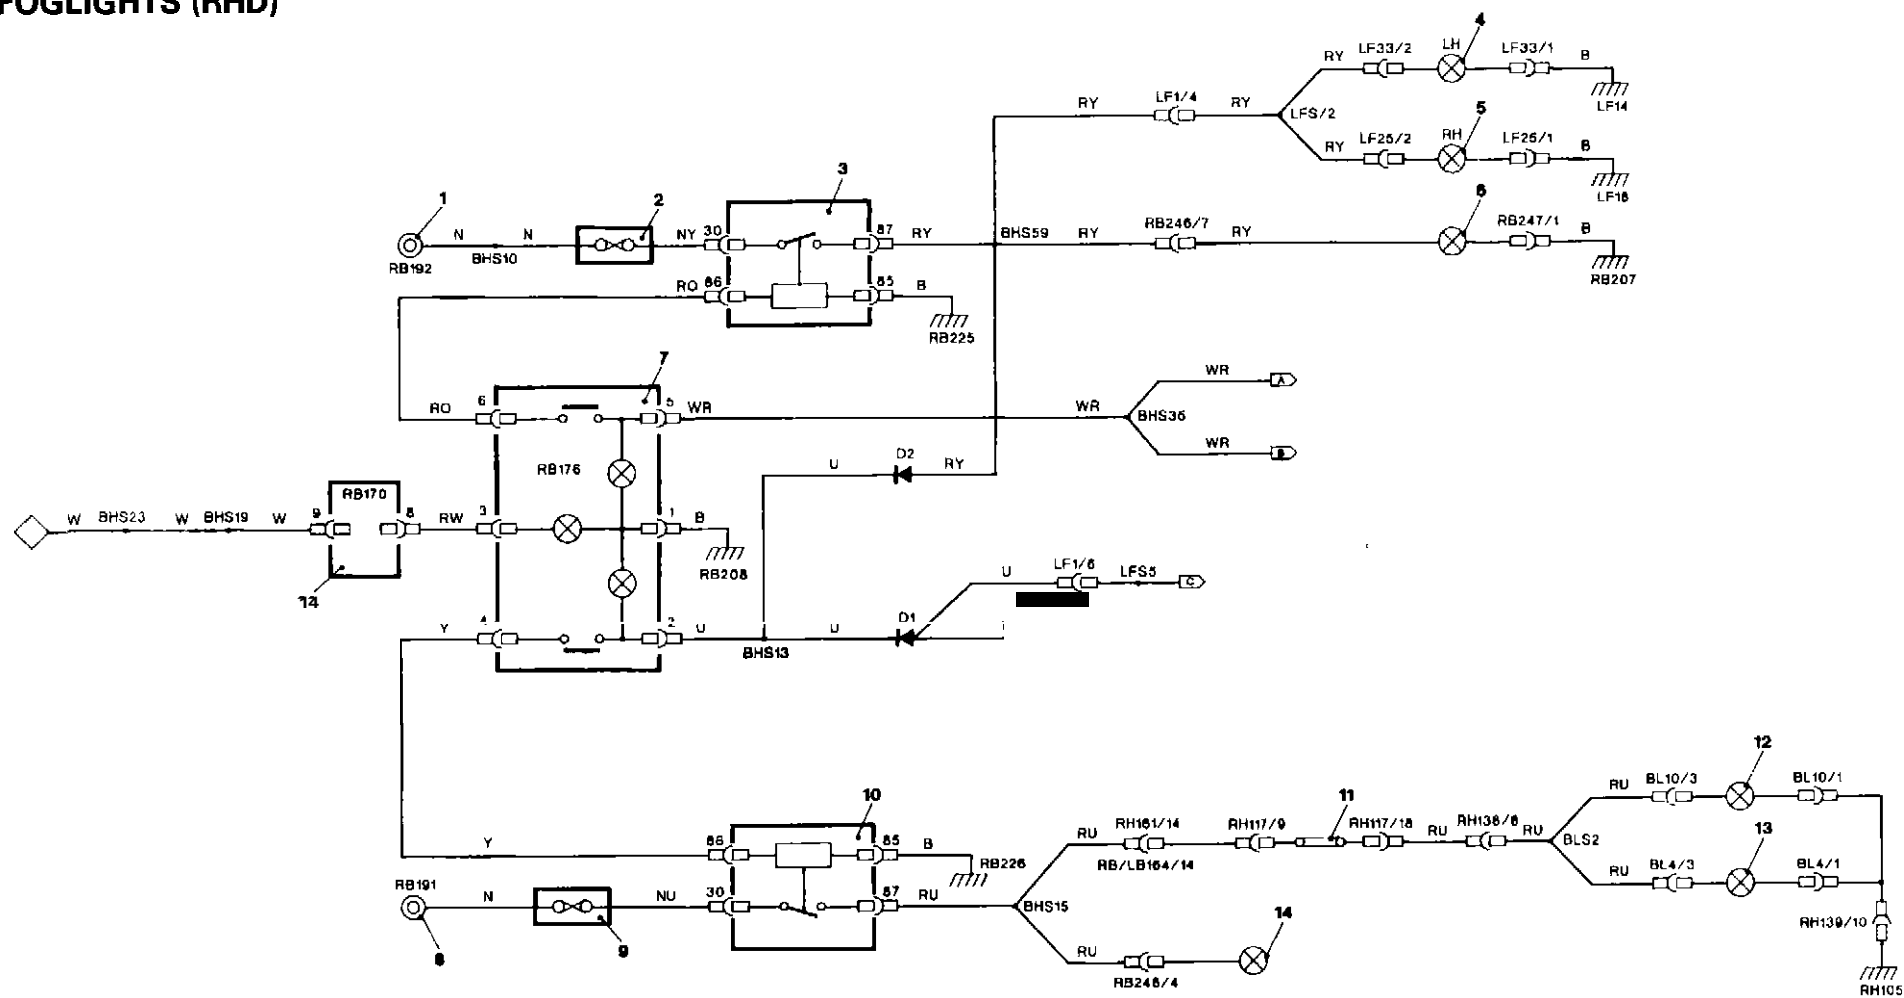 FOGLIGHTS (RHD)
4
RY LF33/2 LH LF33/1 B
LF14
RY LF1/4 RY LFS/2
5
RY LF25/2 RH LF25/1 B
LF16
1 2 3 6
N N NY 30 87 RY BHS59 RY RB246/7 RY RB247/1 B
RB192 BHS10
RB207
RO 86 85 B
RB225
7
WR A
RO 6 5 WR WR BHS36
WR B
RB176
U D2 RY
RB170
W BHS23 W BHS19 W 9 8 RW 3 1 B
RB208
14
U LF1/6 LFS5 C
Y 4 2 U U D1
BHS13
12
RU BL10/3 BL10/1
10 11 13
RU RH161/14 RH117/9 RH117/18 RU RH138/6 RU BLS2
RB/LB164/14
Y 86 85 B
RB226
RU BL4/3 BL4/1
RB191
N NU 30 87 RU BHS15
14
RH139/10
8 9
RU
RB246/4
RH105